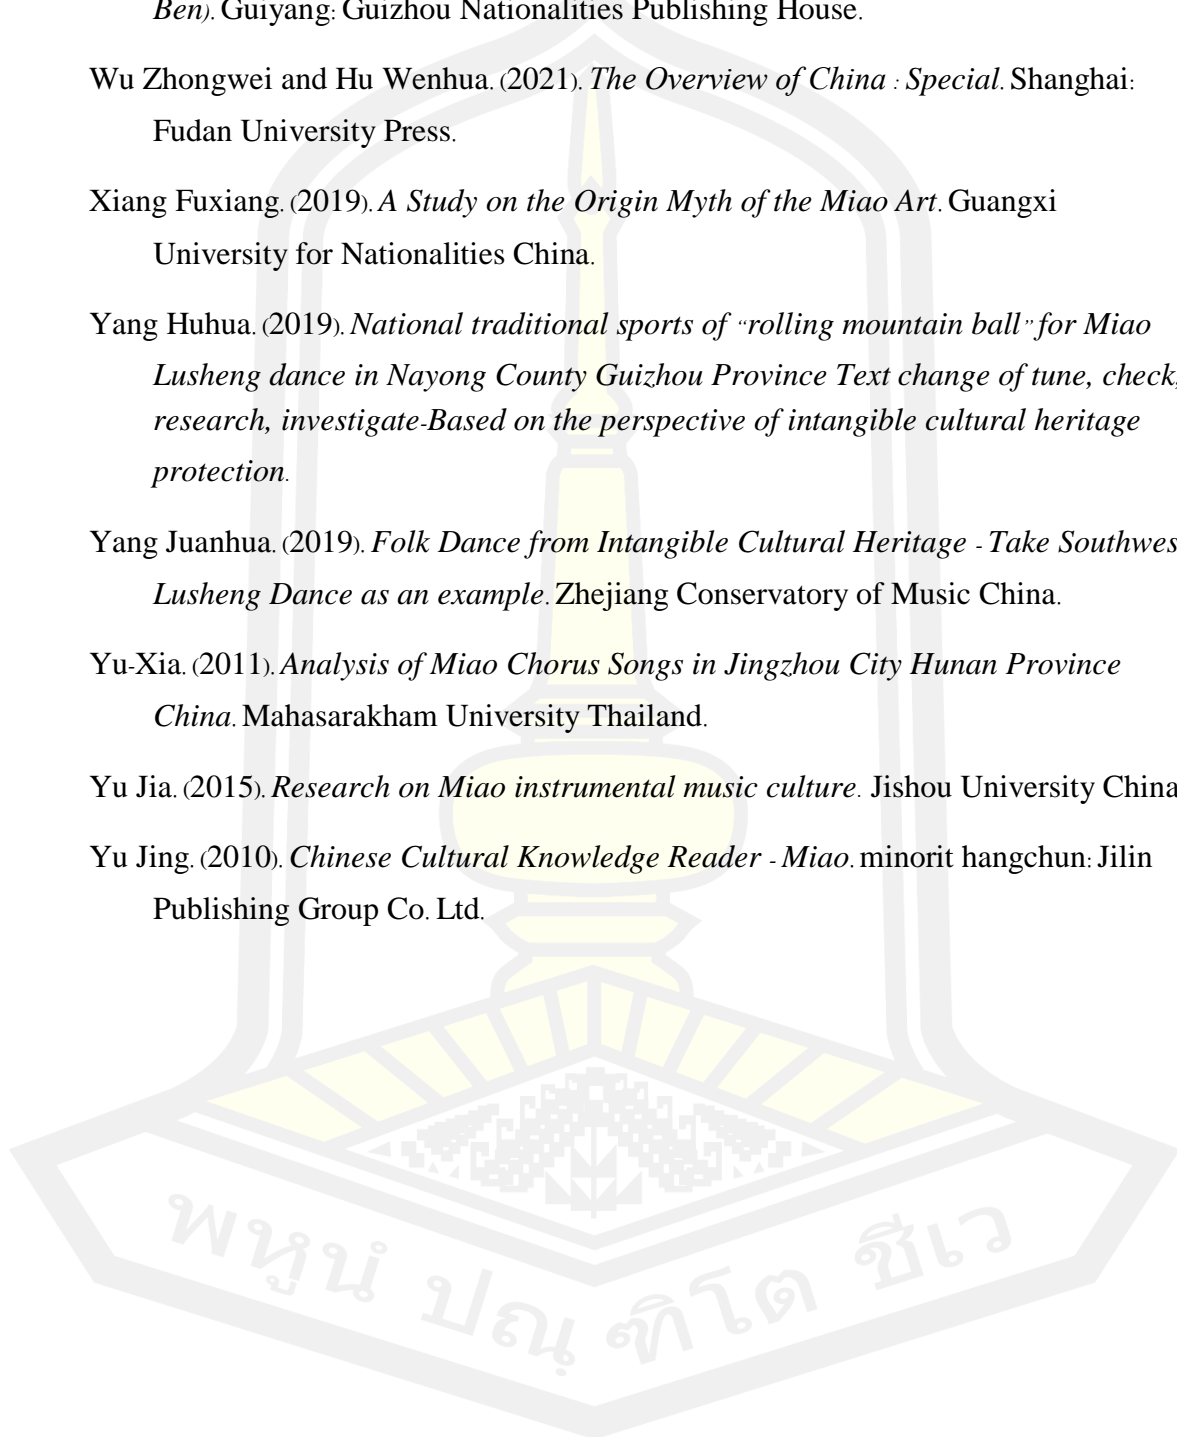 Ben). Guiyang: Guizhou Nationalities Publishing House.
Wu Zhongwei and Hu Wenhua. (2021). The Overview of China : Special. Shanghai:
Fudan University Press.
Xiang Fuxiang. (2019). A Study on the Origin Myth of the Miao Art. Guangxi
University for Nationalities China.
Yang Huhua. (2019). National traditional sports of “rolling mountain ball” for Miao
Lusheng dance in Nayong County Guizhou Province Text change of tune, check,
research, investigate-Based on the perspective of intangible cultural heritage
protection.
Yang Juanhua. (2019). Folk Dance from Intangible Cultural Heritage - Take Southwes
Lusheng Dance as an example. Zhejiang Conservatory of Music China.
Yu-Xia. (2011). Analysis of Miao Chorus Songs in Jingzhou City Hunan Province
China. Mahasarakham University Thailand.
Yu Jia. (2015). Research on Miao instrumental music culture. Jishou University China
Yu Jing. (2010). Chinese Cultural Knowledge Reader - Miao. minorit hangchun: Jilin
Publishing Group Co. Ltd.
พหูนํ ปณฺฑิโต ชีเว